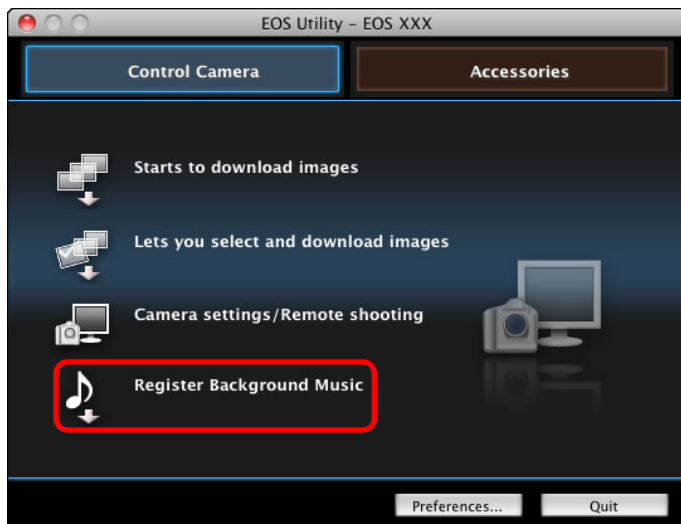 EOS Utility – EOS XXX
Control Camera
Accessories
Starts to download images
Lets you select and download images
Camera settings/Remote shooting
Register Background Music
Preferences...
Quit